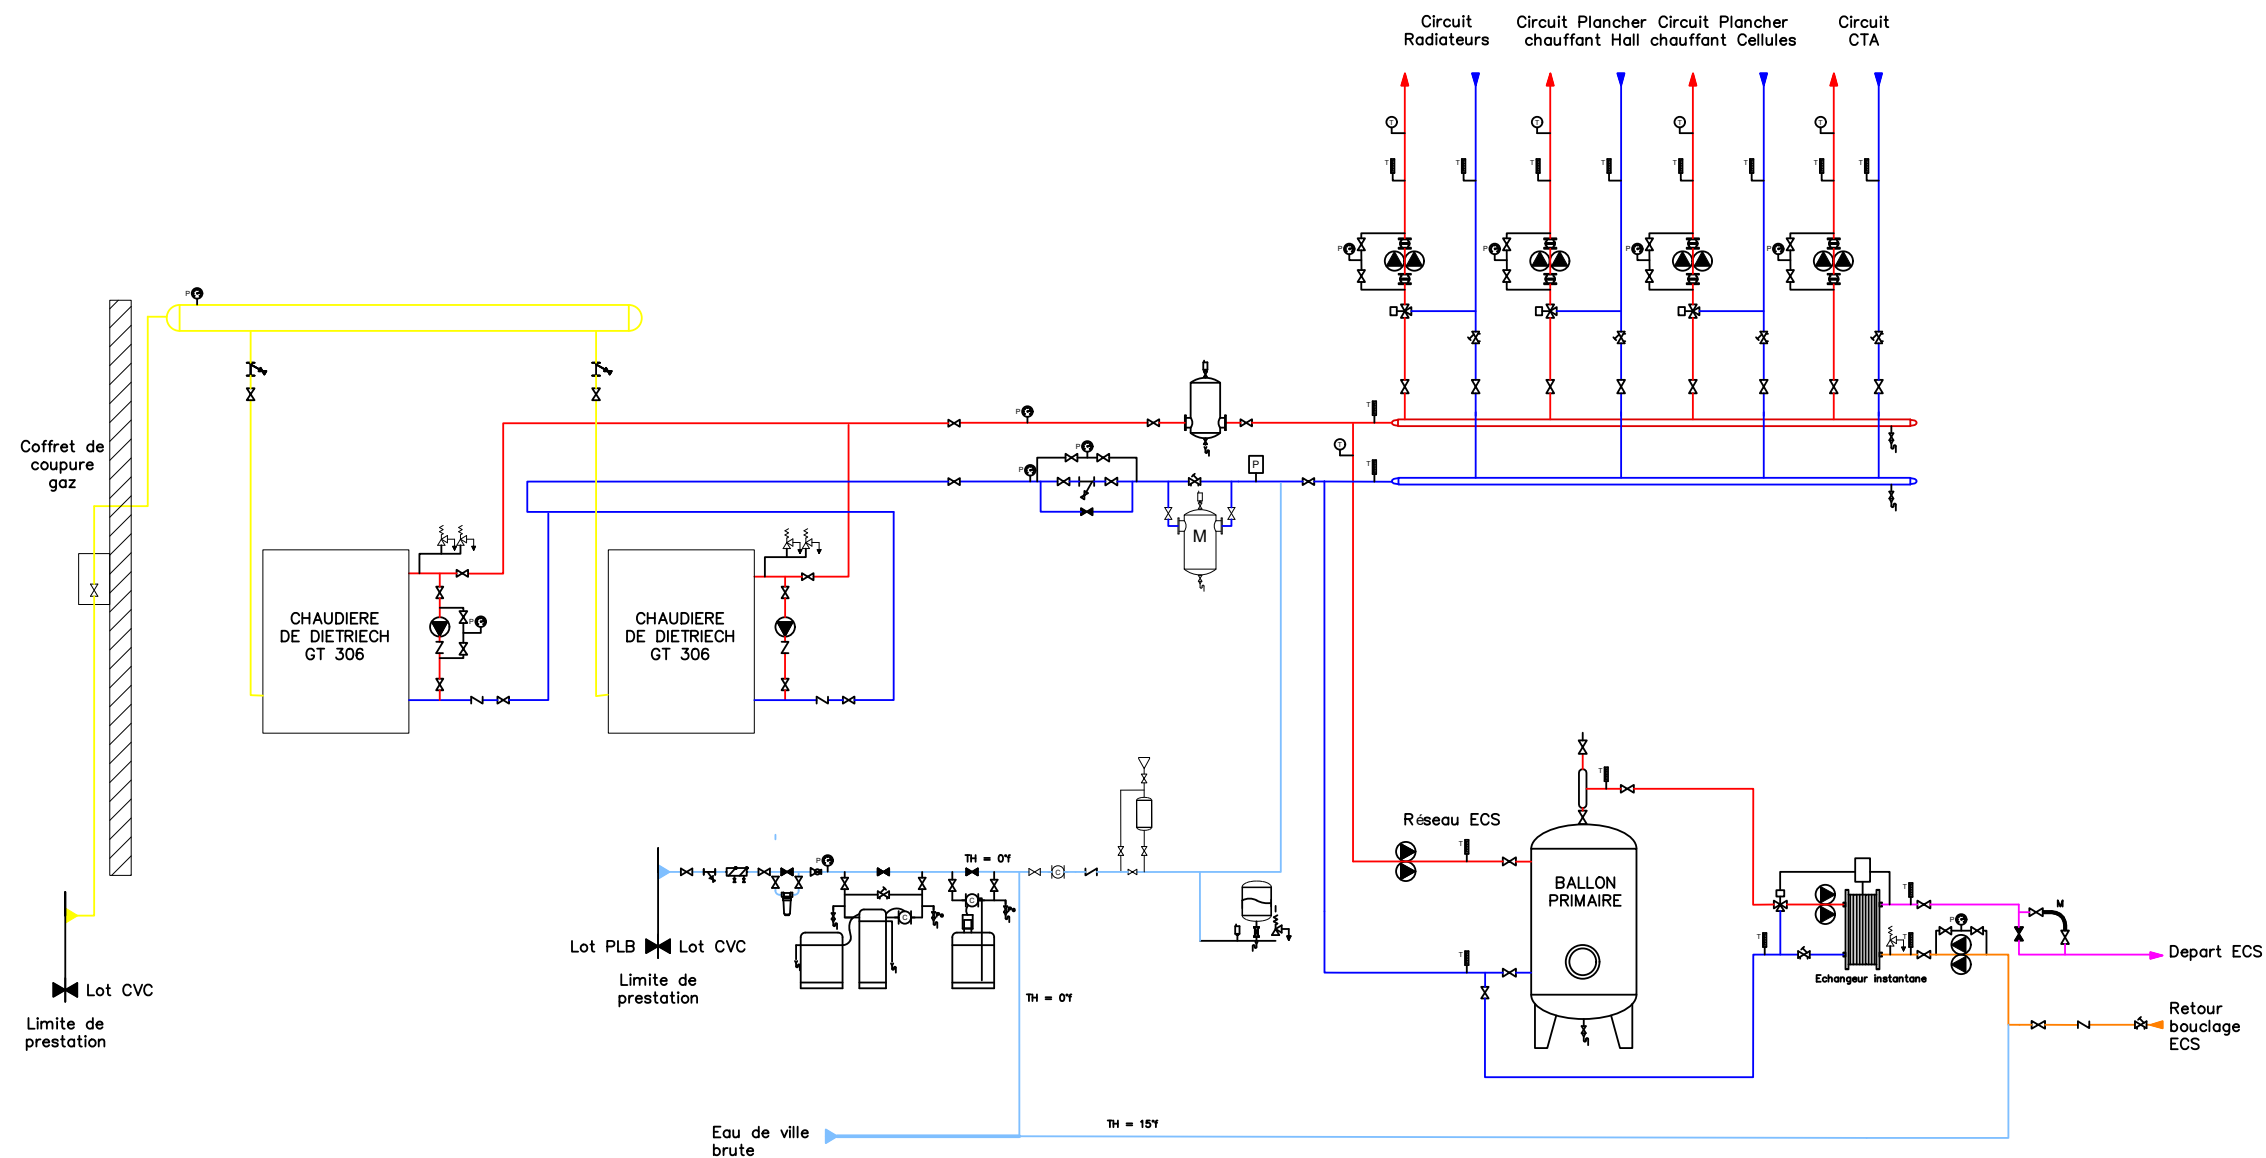 Circuit
Radiateurs
Circuit Plancher
chauffant Hall
Circuit Plancher
chauffant Cellules
Circuit
CTA
T
T
T
T
T
T
T
T
T
T
T
T
T
P
P
P
P
P
P
P
P
T
T
T
P
P
M
Coffret de
coupure
gaz
CHAUDIERE
DE DIETRIECH
GT 306
P
CHAUDIERE
DE DIETRIECH
GT 306
Réseau ECS
T
T
TH = 0°f
P
C
C
C
BALLON
PRIMAIRE
T
T
T
T
T
P
M
Lot PLB
Lot CVC
Limite de
prestation
TH = 0°f
Echangeur instantane
Depart ECS
Lot CVC
Limite de
prestation
Retour
bouclage
ECS
Eau de ville
brute
TH = 15°f